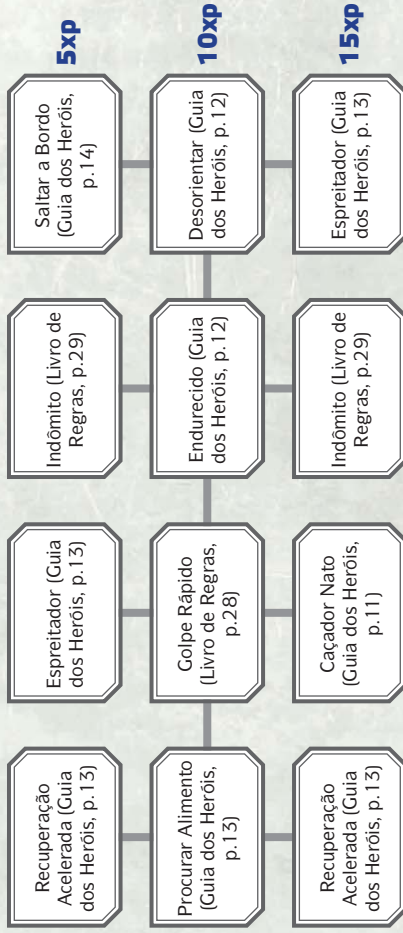 Recuperação
Acelerada (Guia
dos Heróis, p.13)
Espreitador (Guia
dos Heróis, p.13)
Indômito (Livro de
Regras, p.29)
Saltar a Bordo
(Guia dos Heróis,
p.14)
5xp
Procurar Alimento
(Guia dos Heróis,
p.13)
Golpe Rápido
(Livro de Regras,
p.28)
Endurecido (Guia
dos Heróis, p.12)
Desorientar (Guia
dos Heróis, p.12)
10xp
Recuperação
Acelerada (Guia
dos Heróis, p.13)
Caçador Nato
(Guia dos Heróis,
p.11)
Indômito (Livro de
Regras, p.29)
Espreitador (Guia
dos Heróis, p.13)
15xp